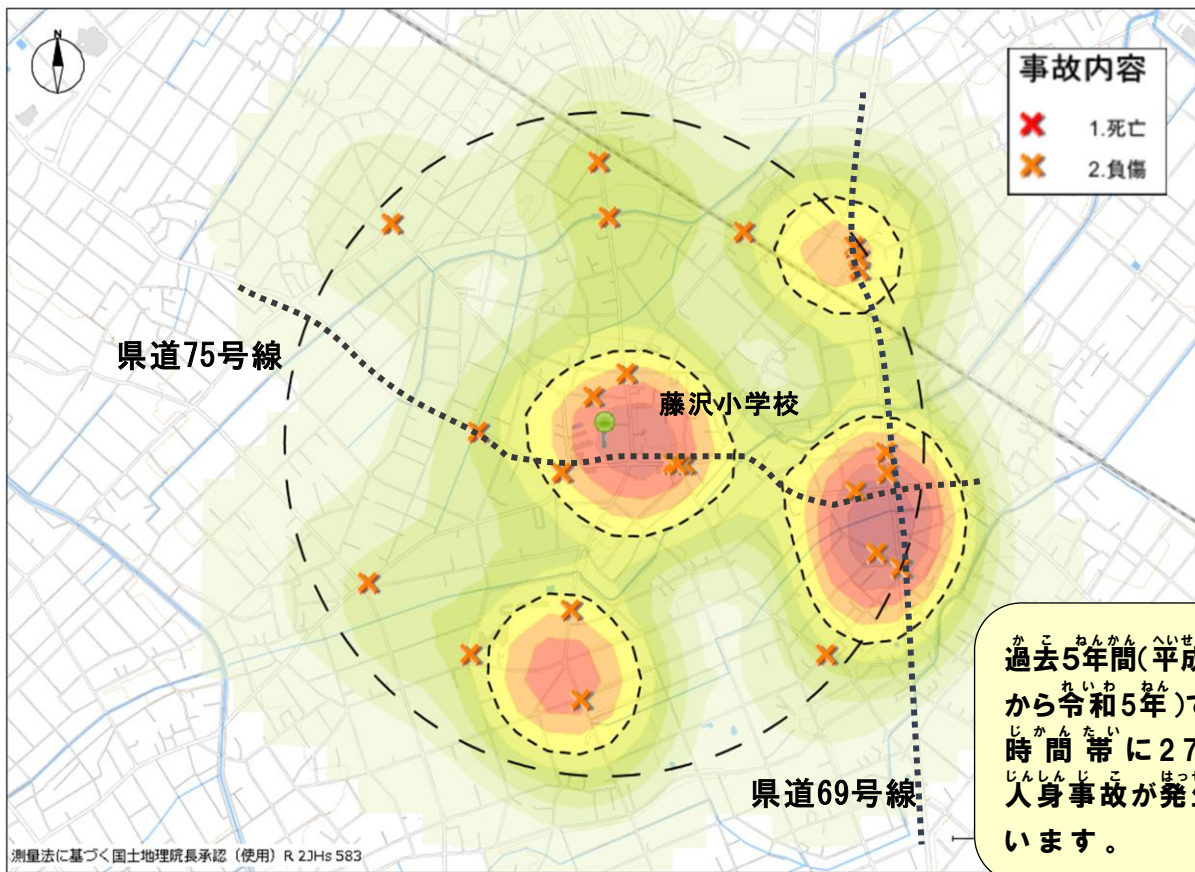 N
事故内容
1.死亡
2.負傷
県道75号線
藤沢小学校
県道69号線
かこ ねんかん へいせ
過去5年間(平成
れいわ ねん
から令和5年)で
じかんたい
時間帯に27
じんしんじこ はっせ
人身事故が発生
います。
測量法に基づく国土地理院長承認（使用）R 2JHs 583